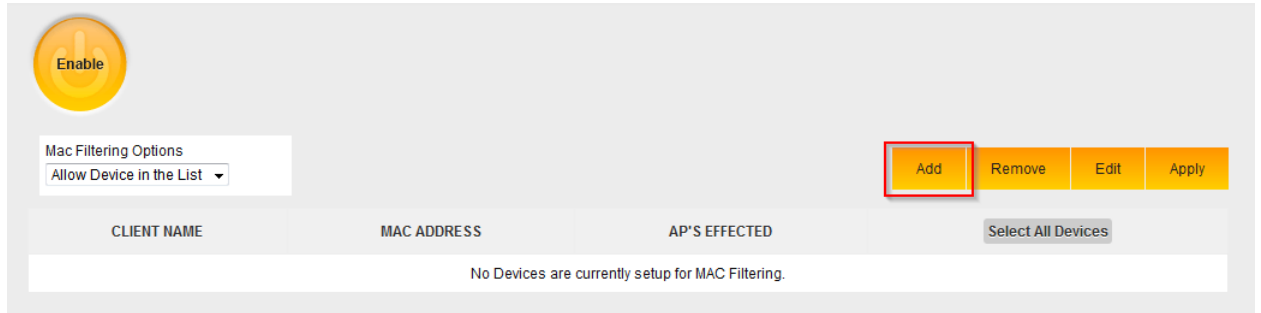 Enable
Mac Filtering Options
Allow Device in the List
Add Remove Edit Apply
CLIENT NAME MAC ADDRESS AP'S EFFECTED Select All Devices
No Devices are currently setup for MAC Filtering.